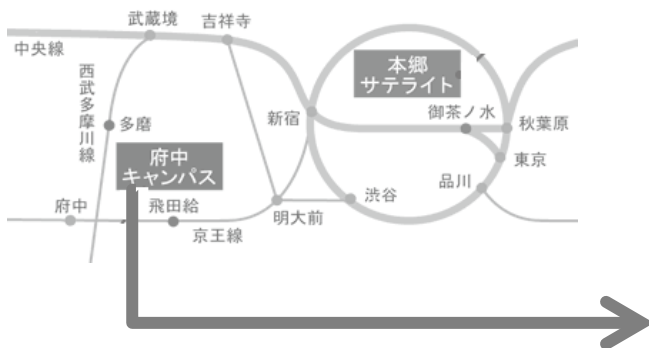 武蔵境
吉祥寺
中央線
本郷
サテライト
西武多摩川線
新宿
御茶ノ水
多磨
秋葉原
府中
キャンパス
東京
品川
渋谷
府中
飛田給
明大前
京王線